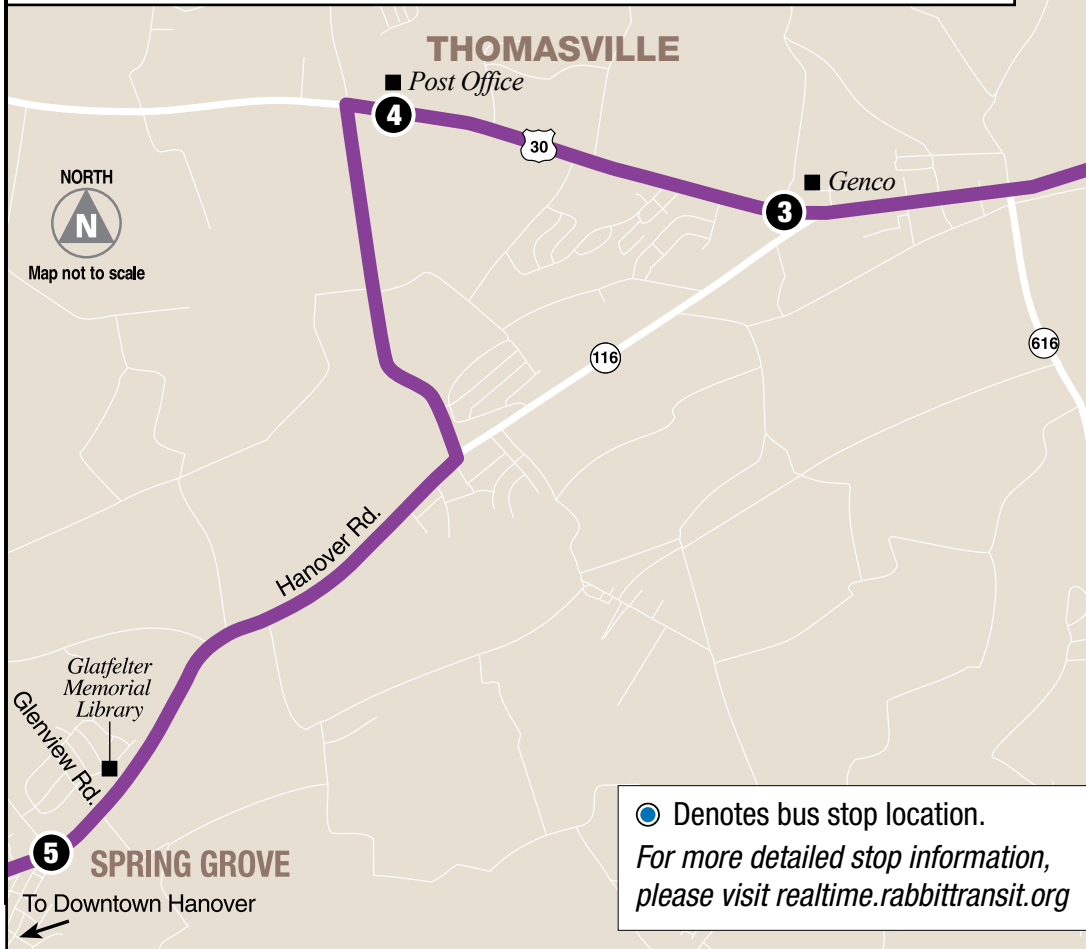 THOMASVILLE
Post Office
4
30
NORTH
N
Map not to scale
Genco
3
116
616
Hanover Rd.
Glatfelter
Memorial
Library
Glenview Rd.
5
SPRING GROVE
To Downtown Hanover
Denotes bus stop location.
For more detailed stop information,
please visit realtime.rabbittransit.org